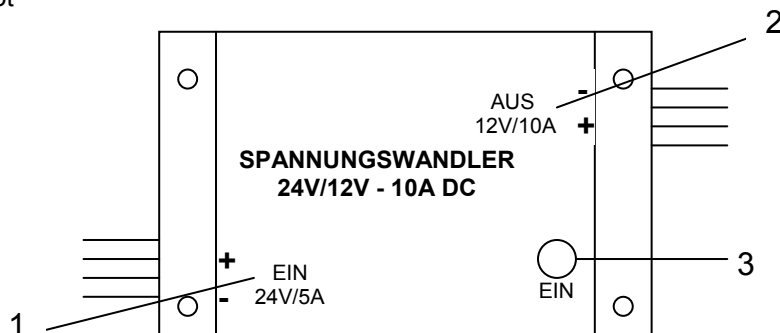 2
-
AUS
12V/10A +
SPANNUNGSWANDLER
24V/12V - 10A DC
+
EIN
- 24V/5A
EIN
3
1